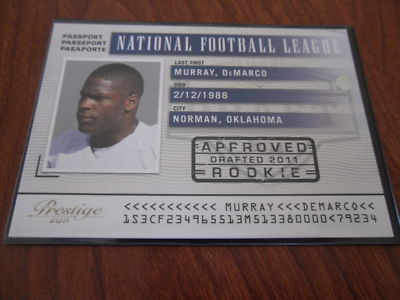 PASSPORT
PASSEPORT
PASAPORTE
NATIONAL FOOTBALL LEAGUE
LAST, FIRST
MURRAY, DeMARCO
DOB
2/12/1988
CITY
NORMAN, OKLAHOMA
APPROVED
DRAFTED 2011
ROOKIE
Prestige
2011
<<<<<<<<<<< MURRAY <<<DEMARCO<<
1S3CF234965513M513380000<79234